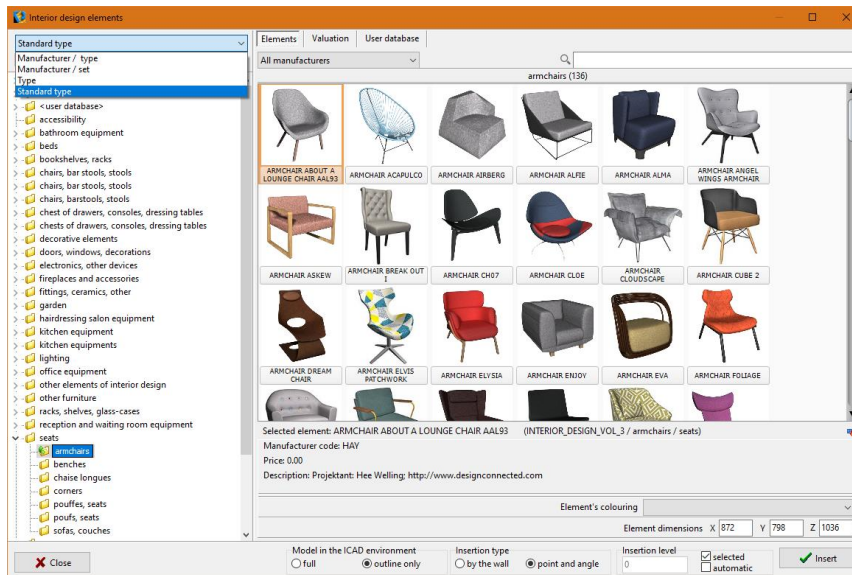 Interior design elements
Standard type
Manufacturer / type
Manufacturer / set
Type
Standard type
<user database>
accessibility
bathroom equipment
beds
bookshelves, racks
chairs, bar stools, stools
chairs, bar stools, stools
chairs, barstools, stools
chest of drawers, consoles, dressing tables
chests of drawers, consoles, dressing tables
decorative elements
doors, windows, decorations
electronics, other devices
fireplaces and accessories
fittings, ceramics, other
garden
hairdressing salon equipment
kitchen equipment
kitchen equipments
lighting
office equipment
other elements of interior design
other furniture
racks, shelves, glass-cases
reception and waiting room equipment
seats
armchairs
benches
chaise longues
corners
pouffes, seats
poufs, seats
sofas, couches
Close
Elements Valuation User database
All manufacturers
armchairs (136)
ARMCHAIR ABOUT A
LOUNGE CHAIR AAL93
ARMCHAIR ACAPULCO
ARMCHAIR AIRBERG
ARMCHAIR ALFIE
ARMCHAIR ALMA
ARMCHAIR ANGEL
WINGS ARMCHAIR
ARMCHAIR ASKEW
ARMCHAIR BREAK OUT
I
ARMCHAIR CH07
ARMCHAIR CLOE
ARMCHAIR
CLOUDSCAPE
ARMCHAIR CUBE 2
ARMCHAIR DREAM
CHAIR
ARMCHAIR ELVIS
PATCHWORK
ARMCHAIR ELYSIA
ARMCHAIR ENJOY
ARMCHAIR EVA
ARMCHAIR FOLIAGE
Selected element: ARMCHAIR ABOUT A LOUNGE CHAIR AAL93 (INTERIOR_DESIGN_VOL_3 / armchairs / seats)
Manufacturer code: HAY
Price: 0.00
Description: Projektant: Hee Welling; http://www.designconnected.com
Element's colouring
Element dimensions X 872 Y 798 Z 1036
Model in the ICAD environment
full outline only
Insertion type
by the wall point and angle
Insertion level
0
selected
automatic
Insert